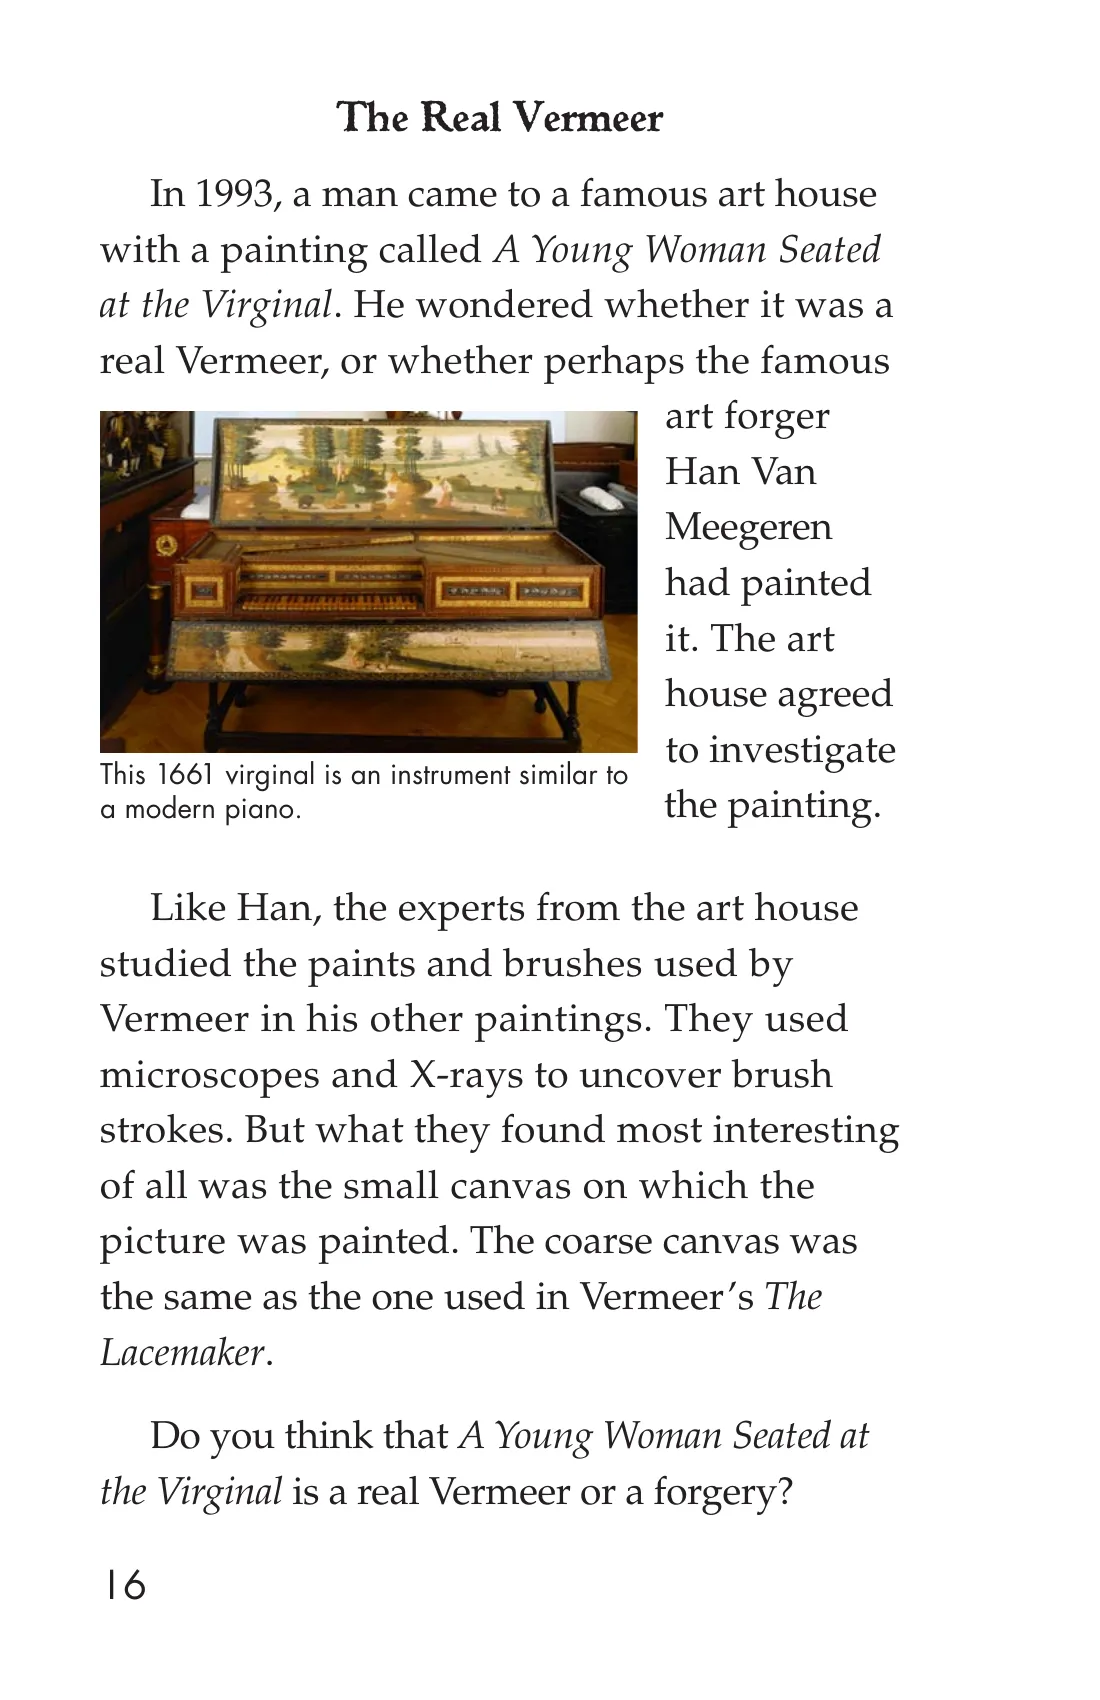 The Real Vermeer
In 1993, a man came to a famous art house
with a painting called A Young Woman Seated
at the Virginal. He wondered whether it was a
real Vermeer, or whether perhaps the famous
art forger
Han Van
Meegeren
had painted
it. The art
house agreed
to investigate
the painting.
This 1661 virginal is an instrument similar to
a modern piano.
Like Han, the experts from the art house
studied the paints and brushes used by
Vermeer in his other paintings. They used
microscopes and X-rays to uncover brush
strokes. But what they found most interesting
of all was the small canvas on which the
picture was painted. The coarse canvas was
the same as the one used in Vermeer’s The
Lacemaker.
Do you think that A Young Woman Seated at
the Virginal is a real Vermeer or a forgery?
16